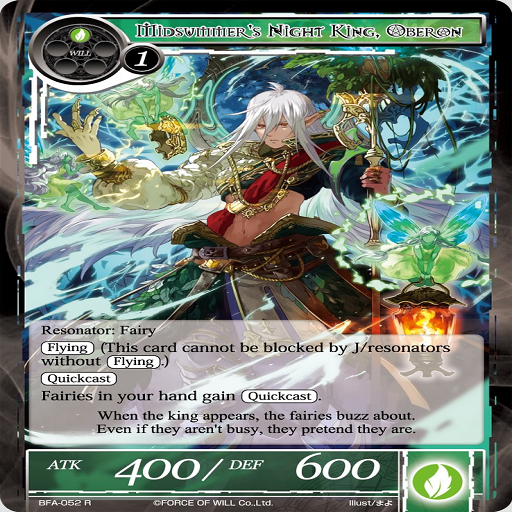 Midsummer's Night King, Oberon
WILL
1
Resonator: Fairy
Flying (This card cannot be blocked by J/resonators
without Flying.)
Quickcast
Fairies in your hand gain Quickcast.
When the king appears, the fairies buzz about.
Even if they aren't busy, they pretend they are.
ATK 400/ DEF 600
BFA-052 R ©FORCE OF WILL Co.,Ltd. Illust/まよ